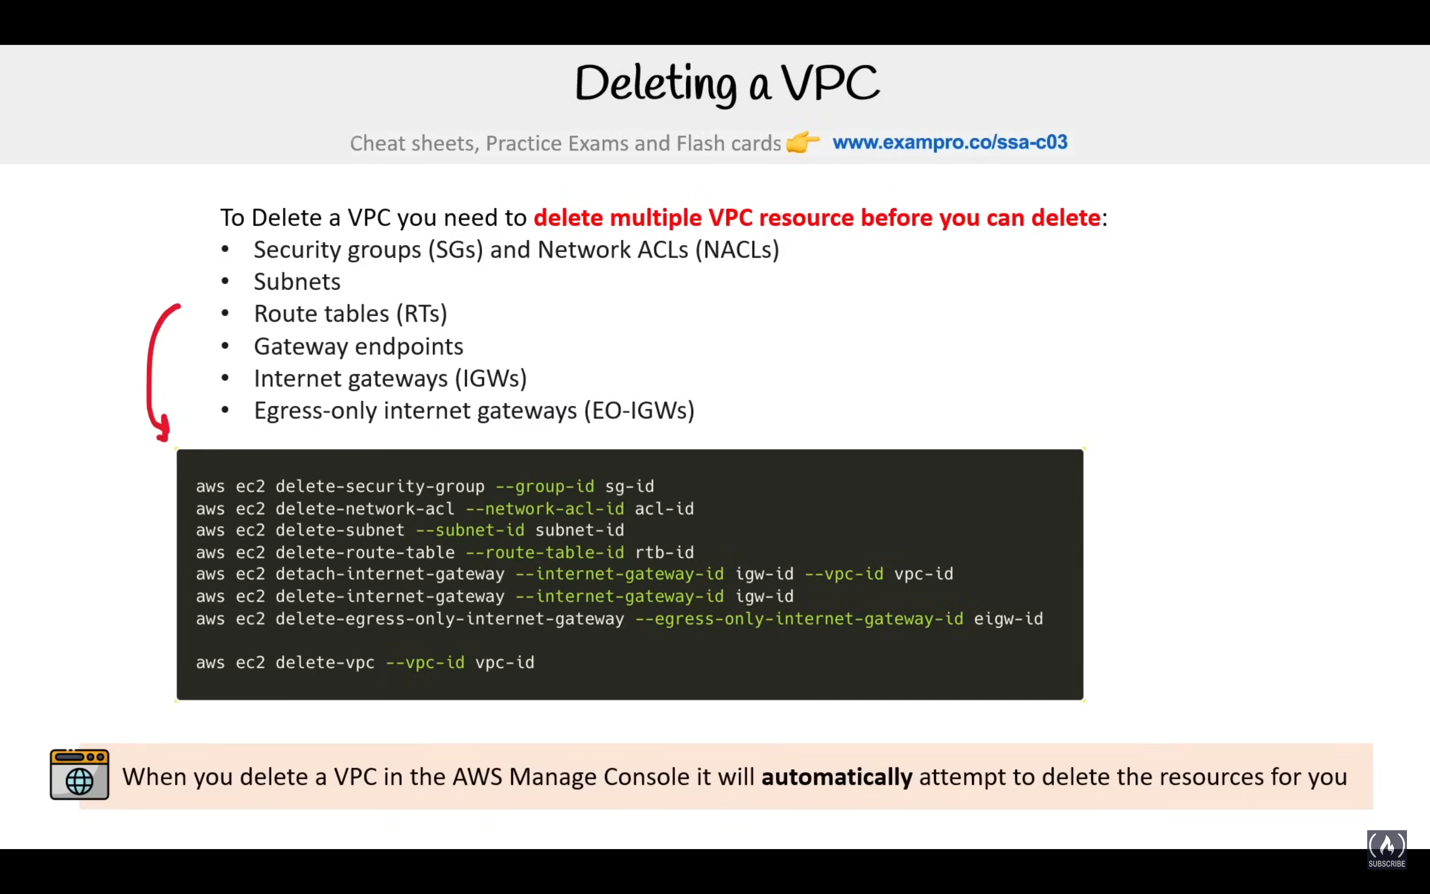 Deleting a VPC
Cheat sheets, Practice Exams and Flash cards 👉 www.exampro.co/ssa-c03
To Delete a VPC you need to delete multiple VPC resource before you can delete:
• Security groups (SGs) and Network ACLs (NACLs)
• Subnets
• Route tables (RTs)
• Gateway endpoints
• Internet gateways (IGWs)
• Egress-only internet gateways (EO-IGWs)
aws ec2 delete-security-group --group-id sg-id
aws ec2 delete-network-acl --network-acl-id acl-id
aws ec2 delete-subnet --subnet-id subnet-id
aws ec2 delete-route-table --route-table-id rtb-id
aws ec2 detach-internet-gateway --internet-gateway-id igw-id --vpc-id vpc-id
aws ec2 delete-internet-gateway --internet-gateway-id igw-id
aws ec2 delete-egress-only-internet-gateway --egress-only-internet-gateway-id eigw-id
aws ec2 delete-vpc --vpc-id vpc-id
When you delete a VPC in the AWS Manage Console it will automatically attempt to delete the resources for you
SUBSCRIBE